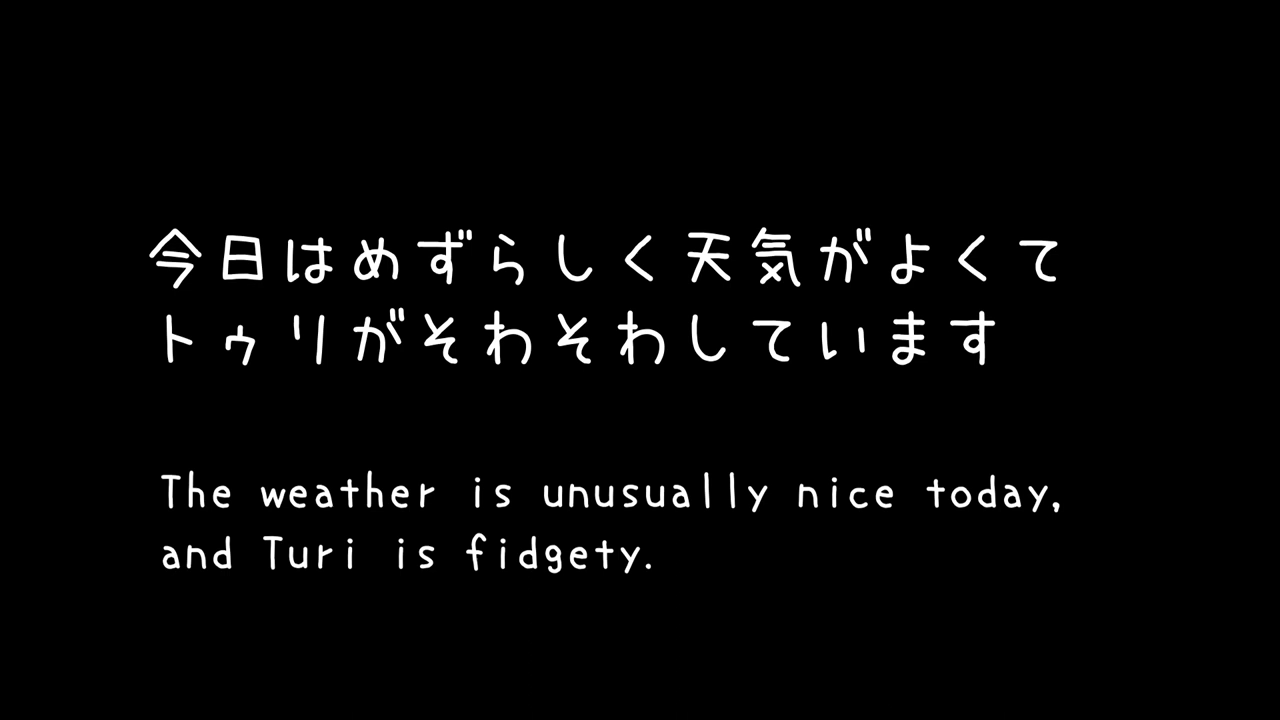 今日はめずらしく天気がよくて
トゥリがそわそわしています
The weather is unusually nice today,
and Turi is fidgety.